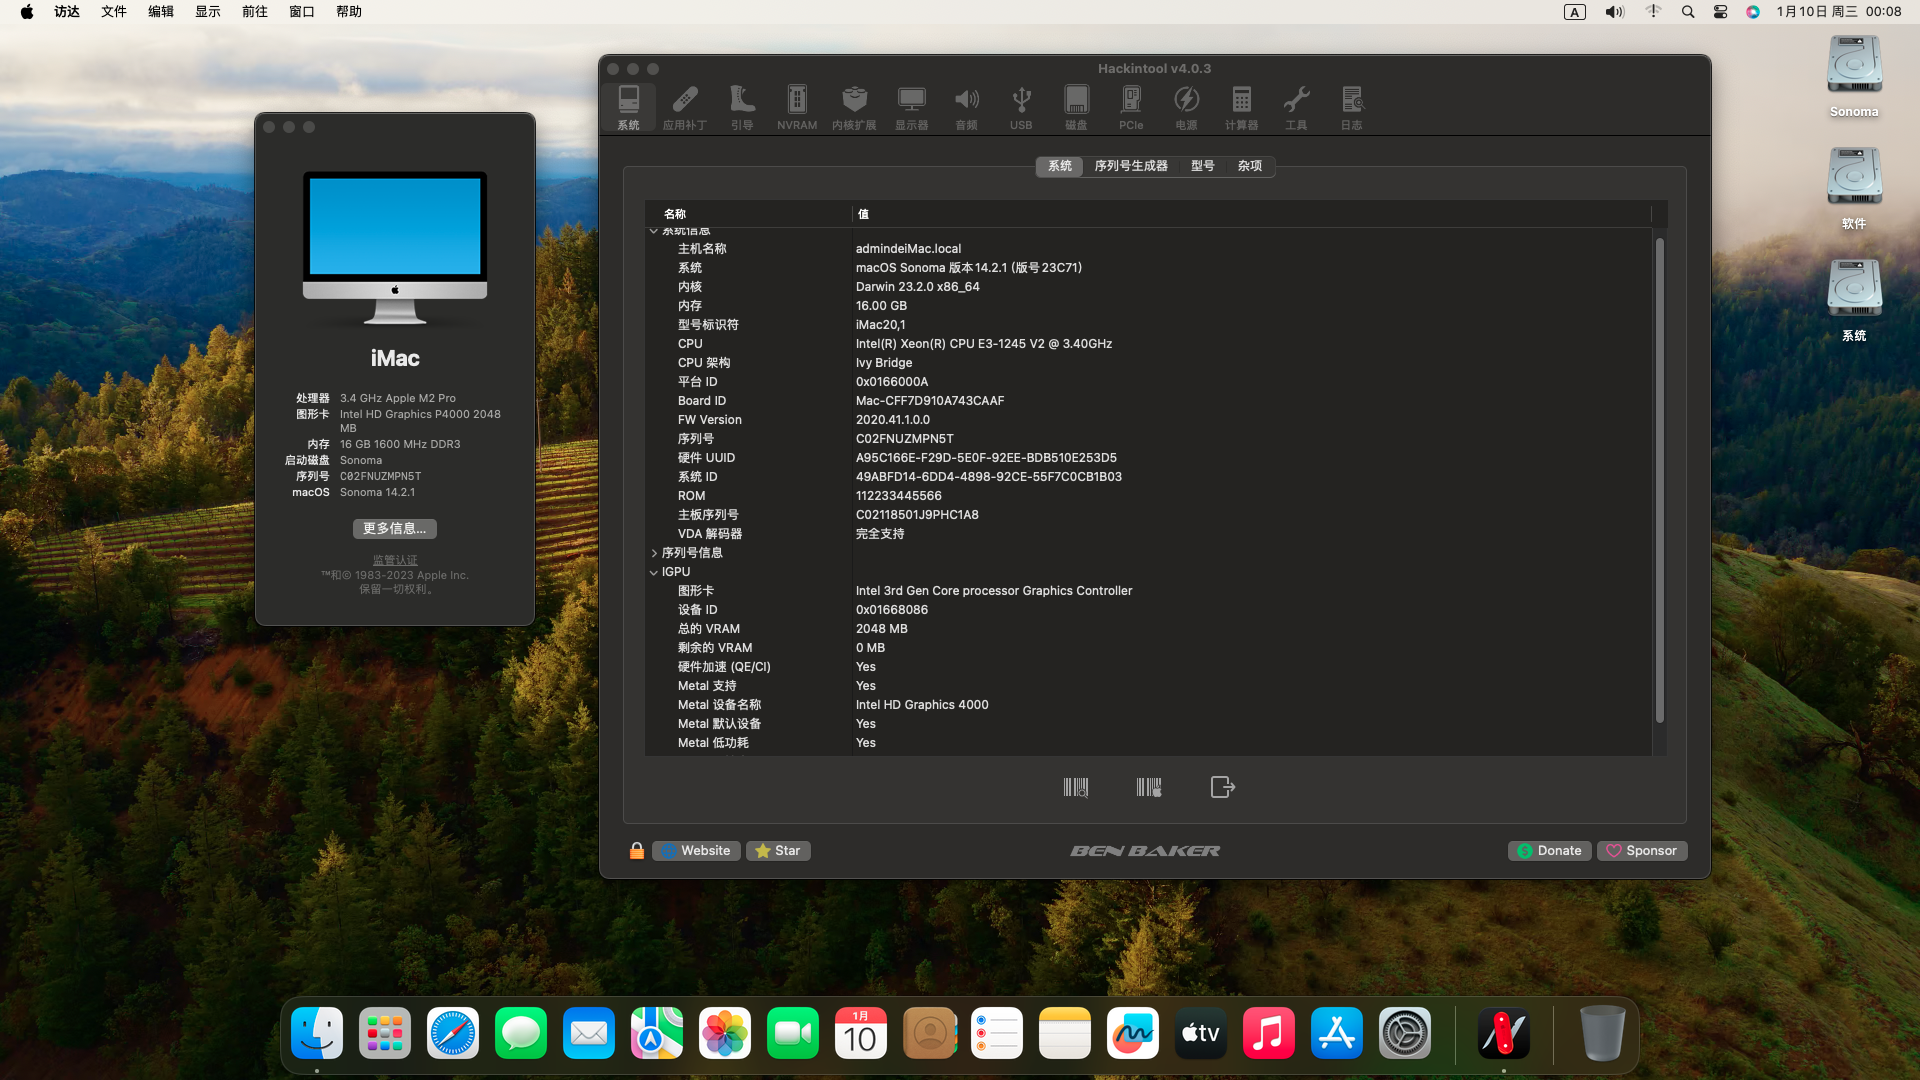 访达 文件 编辑 显示 前往 窗口 帮助
A 1月10日 周三 00:08
Sonoma
软件
系统
iMac
处理器 3.4 GHz Apple M2 Pro
图形卡 Intel HD Graphics P4000 2048
MB
内存 16 GB 1600 MHz DDR3
启动磁盘 Sonoma
序列号 C02FNUZMPN5T
macOS Sonoma 14.2.1
更多信息...
监管认证
™和© 1983-2023 Apple Inc.
保留一切权利。
Hackintool v4.0.3
系统 应用补丁 引导 NVRAM 内核扩展 显示器 音频 USB 磁盘 PCIe 电源 计算器 工具 日志
系统 序列号生成器 型号 杂项
名称 值
系统信息
主机名称 admindeiMac.local
系统 macOS Sonoma 版本14.2.1 (版号23C71)
内核 Darwin 23.2.0 x86_64
内存 16.00 GB
型号标识符 iMac20,1
CPU Intel(R) Xeon(R) CPU E3-1245 V2 @ 3.40GHz
CPU 架构 Ivy Bridge
平台 ID 0x0166000A
Board ID Mac-CFF7D910A743CAAF
FW Version 2020.41.1.0.0
序列号 C02FNUZMPN5T
硬件 UUID A95C166E-F29D-5E0F-92EE-BDB510E253D5
系统 ID 49ABFD14-6DD4-4898-92CE-55F7C0CB1B03
ROM 112233445566
主板序列号 C02118501J9PHC1A8
VDA 解码器 完全支持
序列号信息
IGPU
图形卡 Intel 3rd Gen Core processor Graphics Controller
设备 ID 0x01668086
总的 VRAM 2048 MB
剩余的 VRAM 0 MB
硬件加速 (QE/CI) Yes
Metal 支持 Yes
Metal 设备名称 Intel HD Graphics 4000
Metal 默认设备 Yes
Metal 低功耗 Yes
Website Star BEN BAKER Donate Sponsor
1月
10
tv